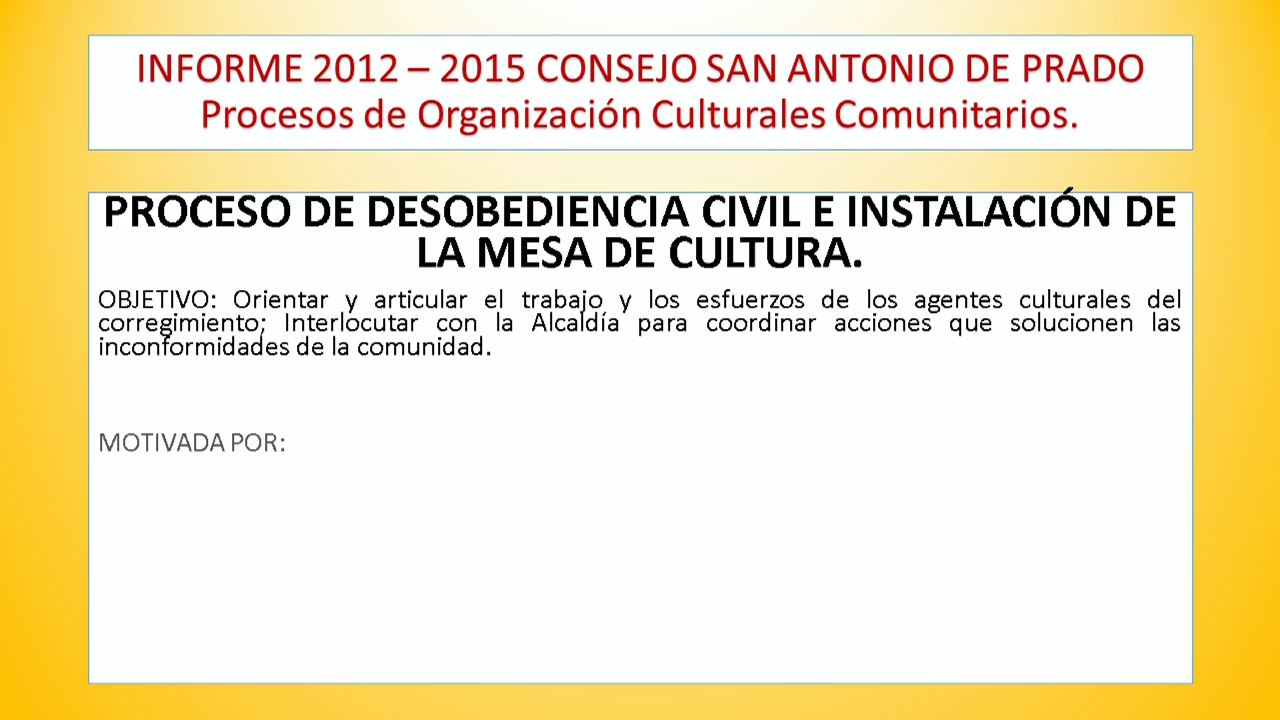 INFORME 2012 – 2015 CONSEJO SAN ANTONIO DE PRADO
Procesos de Organización Culturales Comunitarios.
PROCESO DE DESOBEDIENCIA CIVIL E INSTALACIÓN DE
LA MESA DE CULTURA.
OBJETIVO: Orientar y articular el trabajo y los esfuerzos de los agentes culturales del
corregimiento; Interlocutar con la Alcaldía para coordinar acciones que solucionen las
inconformidades de la comunidad.
MOTIVADA POR: